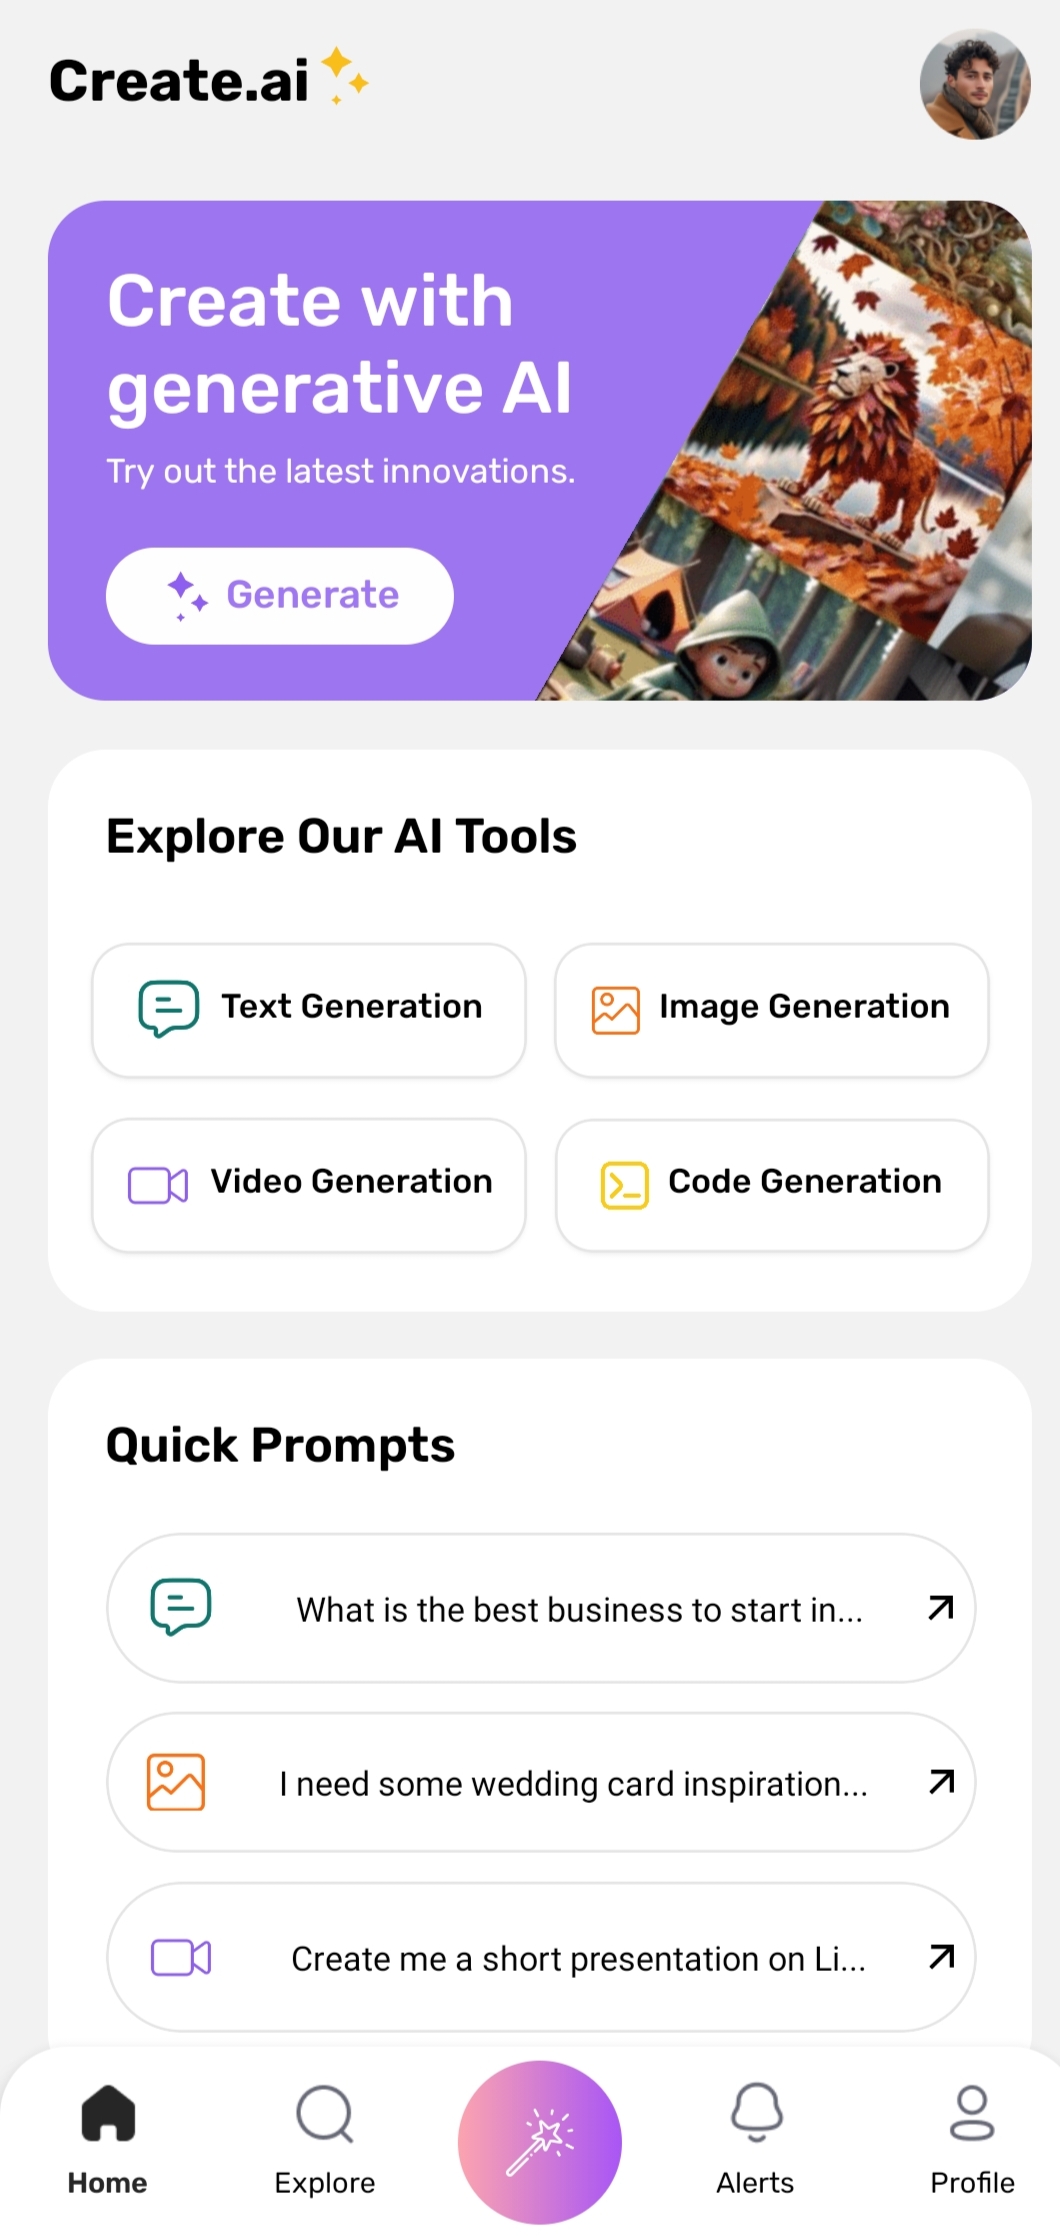 Create.ai
Create with
generative AI
Try out the latest innovations.
Generate
Explore Our AI Tools
Text Generation
Image Generation
Video Generation
Code Generation
Quick Prompts
What is the best business to start in...
I need some wedding card inspiration...
Create me a short presentation on Li...
Home
Explore
Alerts
Profile